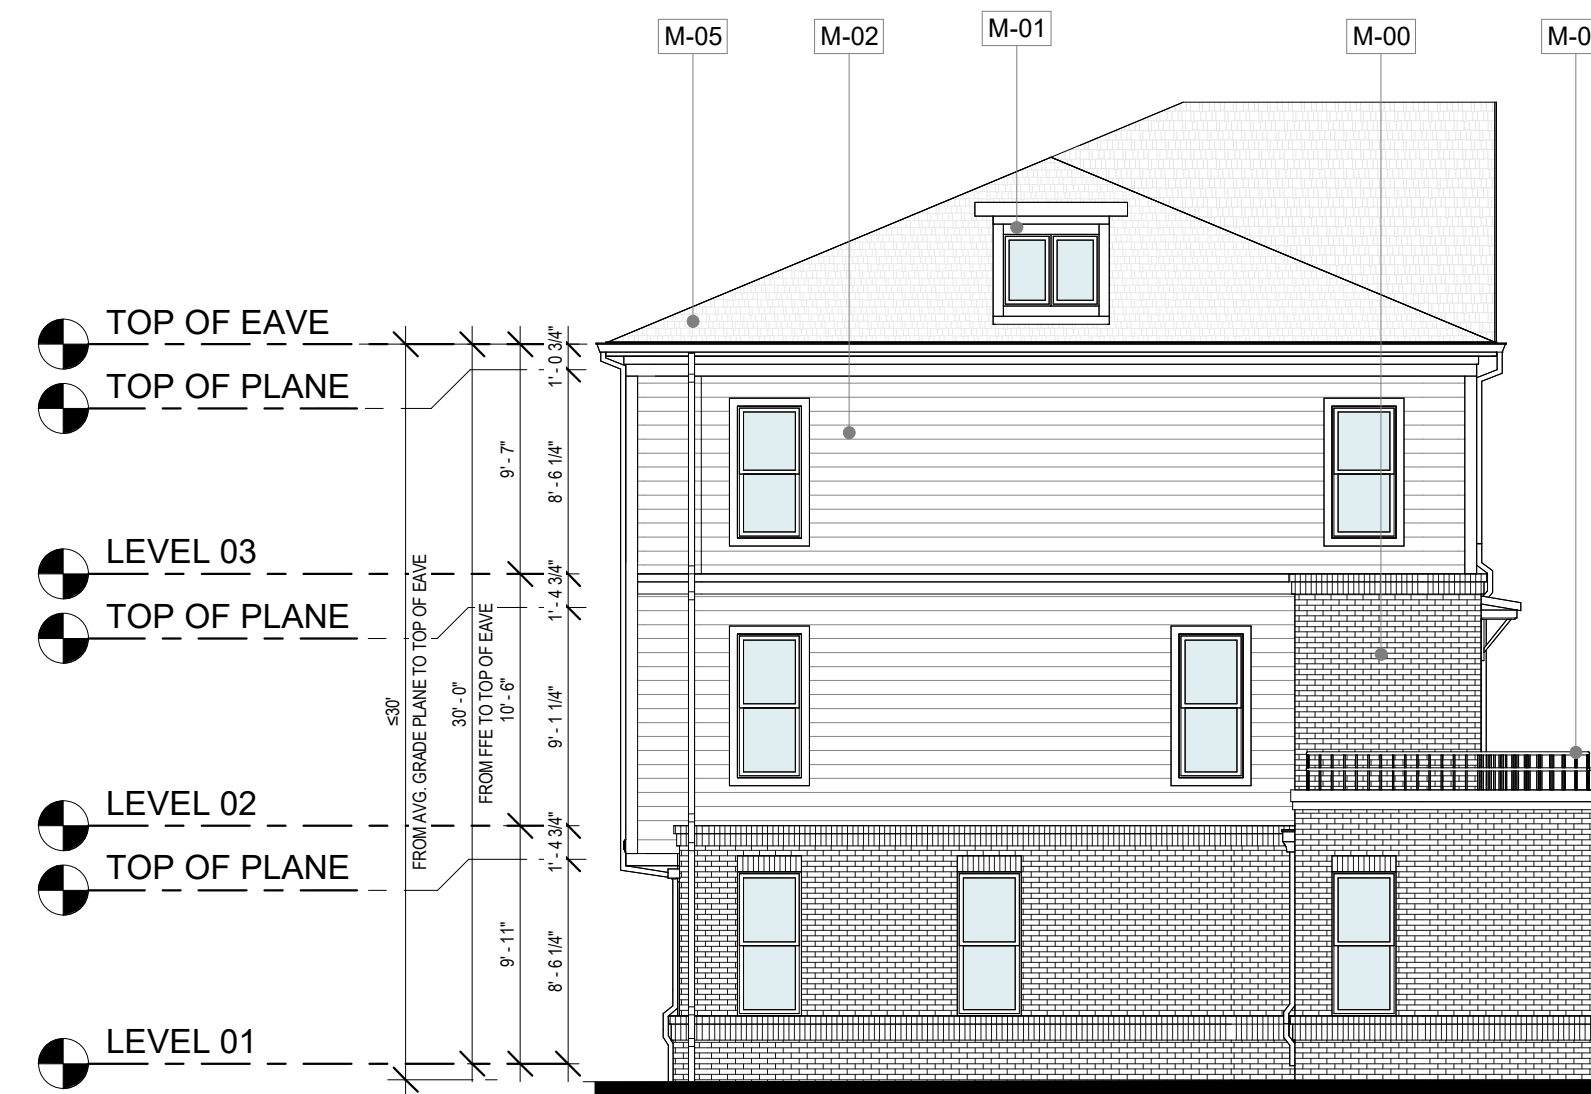 M-05
M-02
M-01
M-00
M-0
TOP OF EAVE
TOP OF PLANE
LEVEL 03
TOP OF PLANE
LEVEL 02
TOP OF PLANE
LEVEL 01
≤30'
FROM AVG. GRADE PLANE TO TOP OF EAVE
30' - 0"
FROM FFE TO TOP OF EAVE
9' - 7"
10' - 6"
9' - 11"
1' - 0 3/4"
8' - 6 1/4"
1' - 4 3/4"
9' - 1 1/4"
1' - 4 3/4"
8' - 6 1/4"